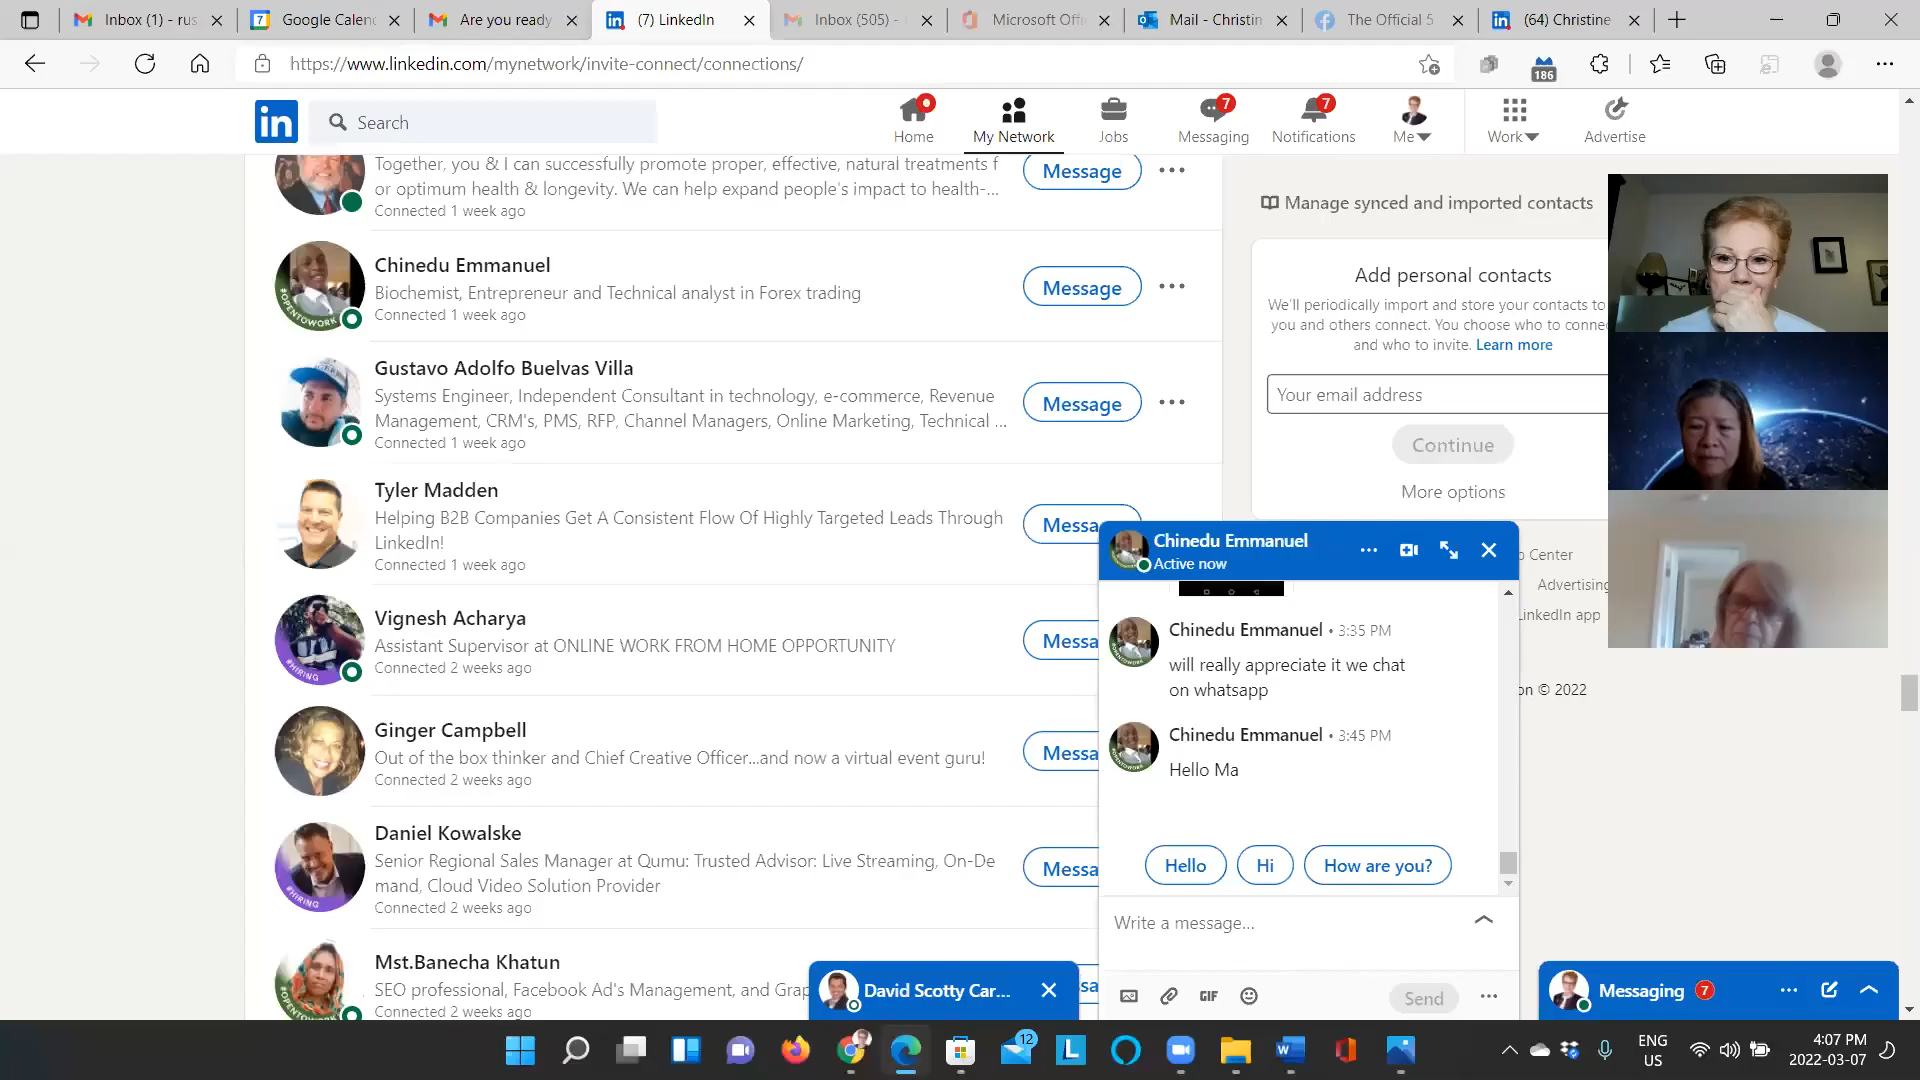 Inbox (1) - rus
Google Calen
Are you ready
(7) LinkedIn
Inbox (505) -
Microsoft Offi
Mail - Christin
The Official 5
(64) Christine
https://www.linkedin.com/mynetwork/invite-connect/connections/
186
in
Search
Home
My Network
Jobs
7
Messaging
7
Notifications
Me
Work
Advertise
Together, you & I can successfully promote proper, effective, natural treatments f
or optimum health & longevity. We can help expand people's impact to health-...
Connected 1 week ago
Message
Chinedu Emmanuel
Biochemist, Entrepreneur and Technical analyst in Forex trading
Connected 1 week ago
#OPENTOWORK
Message
Gustavo Adolfo Buelvas Villa
Systems Engineer, Independent Consultant in technology, e-commerce, Revenue
Management, CRM's, PMS, RFP, Channel Managers, Online Marketing, Technical ...
Connected 1 week ago
Message
Tyler Madden
Helping B2B Companies Get A Consistent Flow Of Highly Targeted Leads Through
LinkedIn!
Connected 1 week ago
Messa
Vignesh Acharya
Assistant Supervisor at ONLINE WORK FROM HOME OPPORTUNITY
Connected 2 weeks ago
#HIRING
Messa
Ginger Campbell
Out of the box thinker and Chief Creative Officer...and now a virtual event guru!
Connected 2 weeks ago
Messa
Daniel Kowalske
Senior Regional Sales Manager at Qumu: Trusted Advisor: Live Streaming, On-De
mand, Cloud Video Solution Provider
Connected 2 weeks ago
#HIRING
Messa
Mst.Banecha Khatun
SEO professional, Facebook Ad's Management, and Grap
Connected 2 weeks ago
sa
Manage synced and imported contacts
Add personal contacts
We'll periodically import and store your contacts to
you and others connect. You choose who to conne
and who to invite. Learn more
Your email address
Continue
More options
p Center
Advertising
LinkedIn app
on © 2022
Chinedu Emmanuel
Active now
Chinedu Emmanuel • 3:35 PM
will really appreciate it we chat
on whatsapp
Chinedu Emmanuel • 3:45 PM
Hello Ma
Hello
Hi
How are you?
Write a message...
GIF
Send
David Scotty Car...
Messaging 7
12
L
W
ENG
US
4:07 PM
2022-03-07